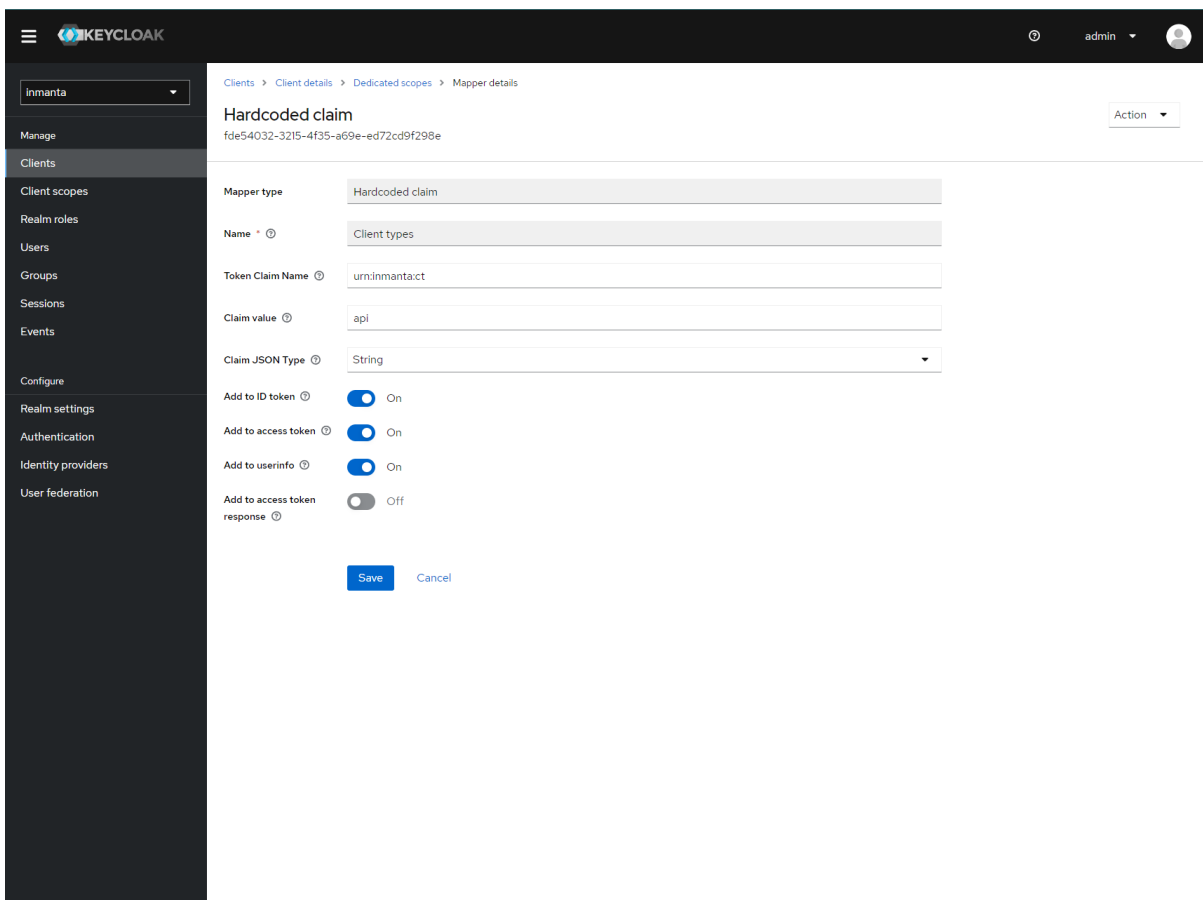 KEYCLOAK
admin
inmanta
Manage
Clients
Client scopes
Realm roles
Users
Groups
Sessions
Events
Configure
Realm settings
Authentication
Identity providers
User federation
Clients > Client details > Dedicated scopes > Mapper details
Hardcoded claim
fde54032-3215-4f35-a69e-ed72cd9f298e
Action
Mapper type Hardcoded claim
Name * Client types
Token Claim Name urn:inmanta:ct
Claim value api
Claim JSON Type String
Add to ID token On
Add to access token On
Add to userinfo On
Add to access token
response Off
Save Cancel